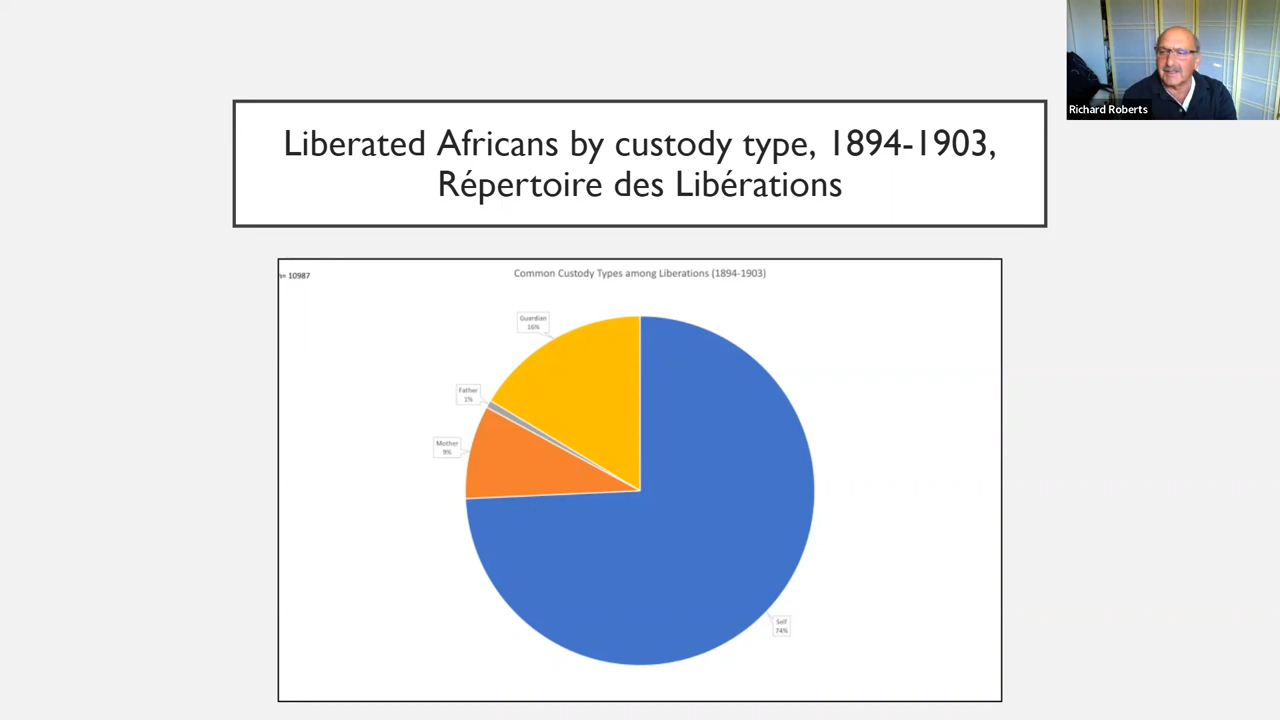 Richard Roberts
Liberated Africans by custody type, 1894-1903,
Répertoire des Libérations
n= 10987
Common Custody Types among Liberations (1894-1903)
Guardian
16%
Father
1%
Mother
9%
Self
74%